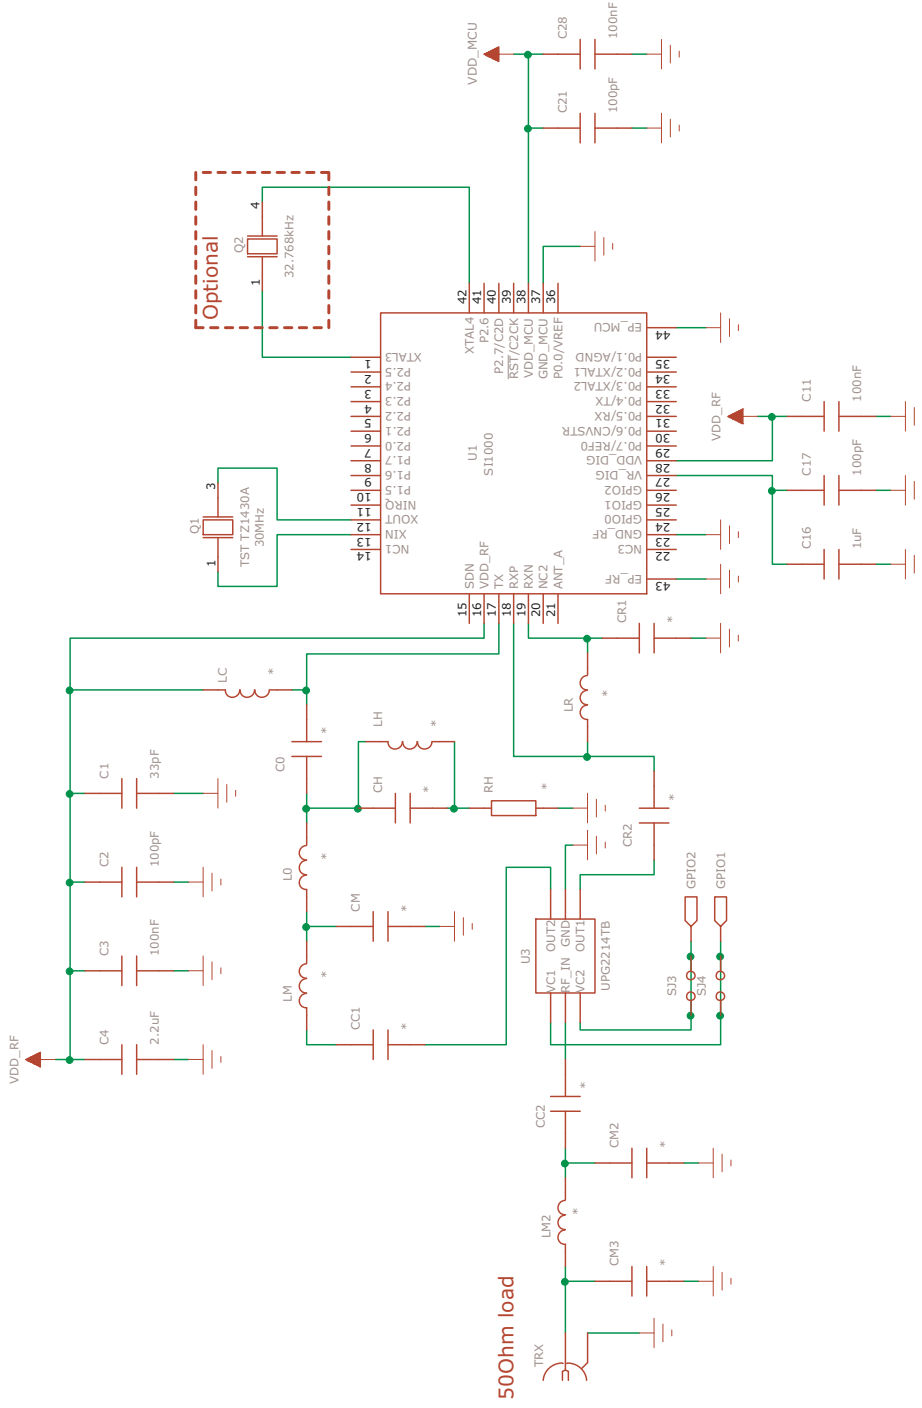 VDD_MCU
C28
100nF
C21
100pF
Optional
Q2
32.768kHz
1
4
Q1
TST TZ1430A
30MHz
1
3
U1
SI1000
XTAL4
42
P2.6
41
P2.7/C2D
40
RST/C2CK
39
VDD_MCU
38
GND_MCU
37
P0.0/VREF
36
XTAL3
1
P2.5
2
P2.4
3
P2.3
4
P2.2
5
P2.1
6
P2.0
7
P1.7
8
P1.6
9
P1.5
10
NIRQ
11
XOUT
12
XIN
13
NC1
14
EP_MCU
44
P0.1/AGND
35
P0.2/XTAL1
34
P0.3/XTAL2
33
P0.4/TX
32
P0.5/RX
31
P0.6/CNVSTR
30
P0.7/REF0
29
VDD_DIG
28
VR_DIG
27
GPIO2
26
GPIO1
25
GPIO0
24
GND_RF
23
NC3
22
EP_RF
43
SDN
15
VDD_RF
16
TX
17
RXP
18
RXN
19
NC2
20
ANT_A
21
VDD_RF
C11
100nF
C17
100pF
C16
1uF
CR1
*
LR
*
CR2
*
LC
*
C0
*
LH
*
CH
*
RH
*
L0
*
CM
*
LM
*
CC1
*
C1
33pF
C2
100pF
C3
100nF
C4
2.2uF
VDD_RF
U3
UPG2214TB
OUT2
GND
OUT1
VC1
RF_IN
VC2
GPIO2
GPIO1
SJ3
SJ4
CC2
*
CM2
*
LM2
*
CM3
*
TRX
50Ohm load